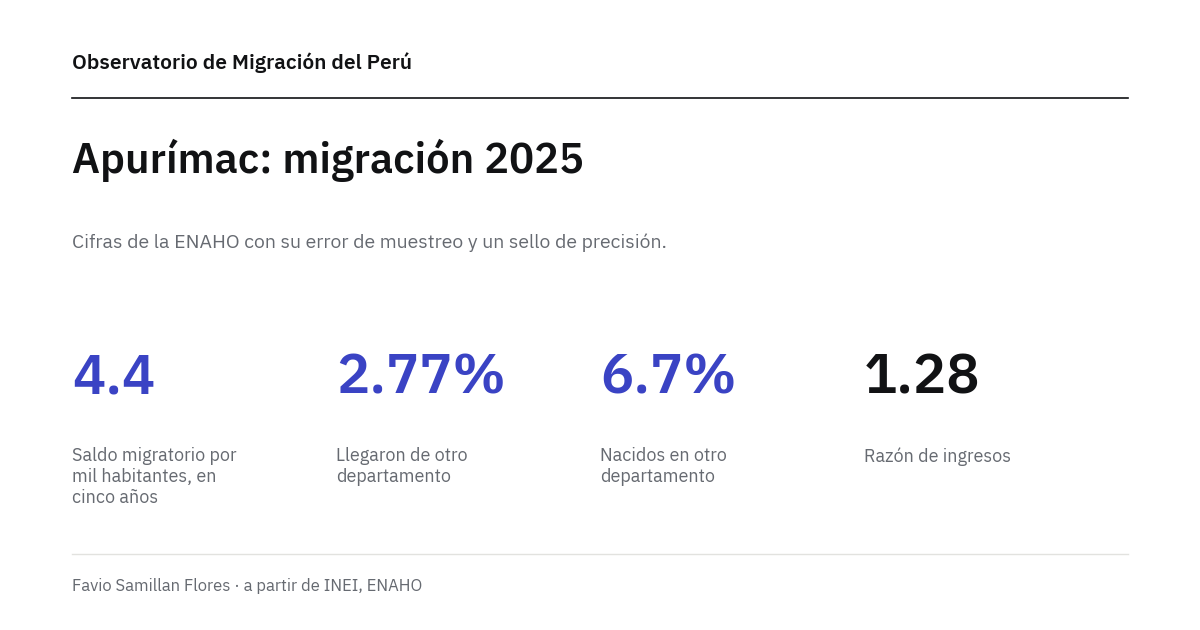 Observatorio de Migración del Perú
Apurímac: migración 2025
Cifras de la ENAHO con su error de muestreo y un sello de precisión.
4.4
Saldo migratorio por
mil habitantes, en
cinco años
2.77%
Llegaron de otro
departamento
6.7%
Nacidos en otro
departamento
1.28
Razón de ingresos
Favio Samillan Flores · a partir de INEI, ENAHO